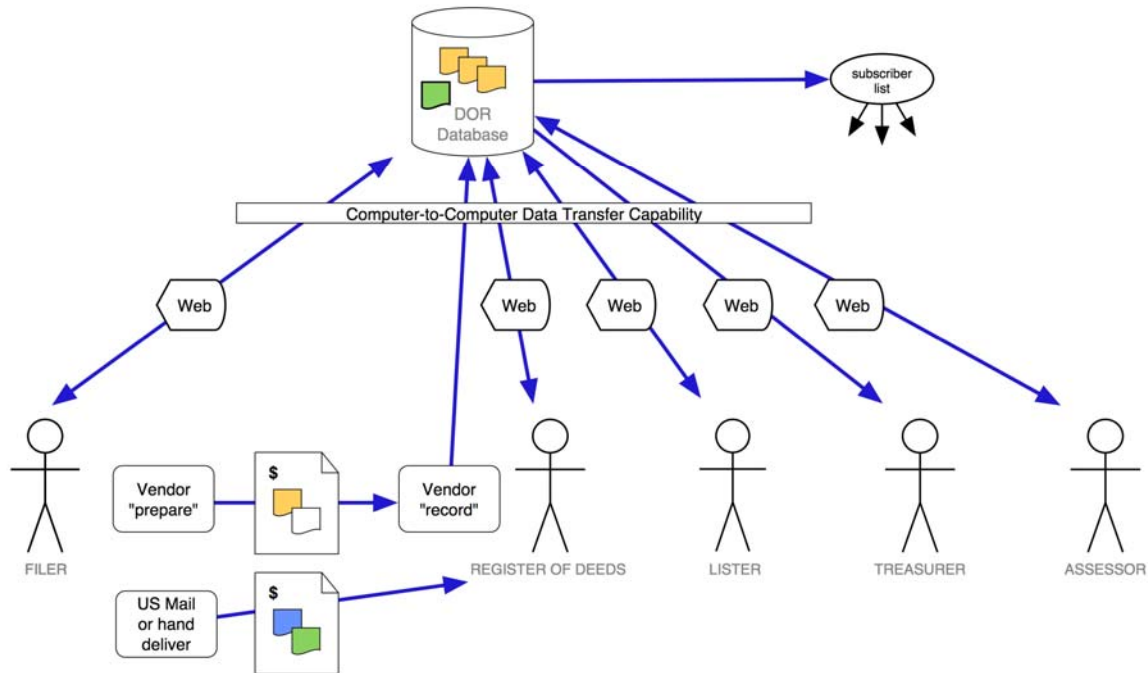 subscriber
list
DOR
Database
Computer-to-Computer Data Transfer Capability
Web
Web
Web
Web
Web
$
Vendor
"prepare"
Vendor
"record"
FILER
REGISTER OF DEEDS
LISTER
TREASURER
ASSESSOR
$
US Mail
or hand
deliver